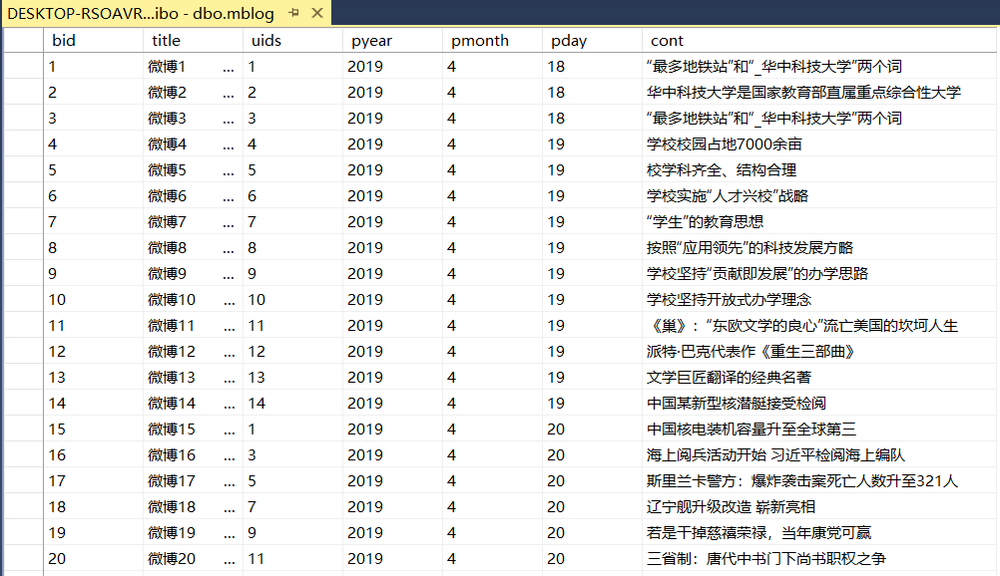 DESKTOP-RSOAVR...ibo - dbo.mblog
bid title uids pyear pmonth pday cont
1 微博1 ... 1 2019 4 18 “最多地铁站”和“_华中科技大学”两个词
2 微博2 ... 2 2019 4 18 华中科技大学是国家教育部直属重点综合性大学
3 微博3 ... 3 2019 4 18 “最多地铁站”和“_华中科技大学”两个词
4 微博4 ... 4 2019 4 19 学校校园占地7000余亩
5 微博5 ... 5 2019 4 19 校学科齐全、结构合理
6 微博6 ... 6 2019 4 19 学校实施“人才兴校”战略
7 微博7 ... 7 2019 4 19 “学生”的教育思想
8 微博8 ... 8 2019 4 19 按照“应用领先”的科技发展方略
9 微博9 ... 9 2019 4 19 学校坚持“贡献即发展”的办学思路
10 微博10 ... 10 2019 4 19 学校坚持开放式办学理念
11 微博11 ... 11 2019 4 19 《巢》：“东欧文学的良心”流亡美国的坎坷人生
12 微博12 ... 12 2019 4 19 派特·巴克代表作《重生三部曲》
13 微博13 ... 13 2019 4 19 文学巨匠翻译的经典名著
14 微博14 ... 14 2019 4 19 中国某新型核潜艇接受检阅
15 微博15 ... 1 2019 4 20 中国核电装机容量升至全球第三
16 微博16 ... 3 2019 4 20 海上阅兵活动开始 习近平检阅海上编队
17 微博17 ... 5 2019 4 20 斯里兰卡警方：爆炸袭击案死亡人数升至321人
18 微博18 ... 7 2019 4 20 辽宁舰升级改造 崭新亮相
19 微博19 ... 9 2019 4 20 若是干掉慈禧荣禄，当年康党可赢
20 微博20 ... 11 2019 4 20 三省制：唐代中书门下尚书职权之争